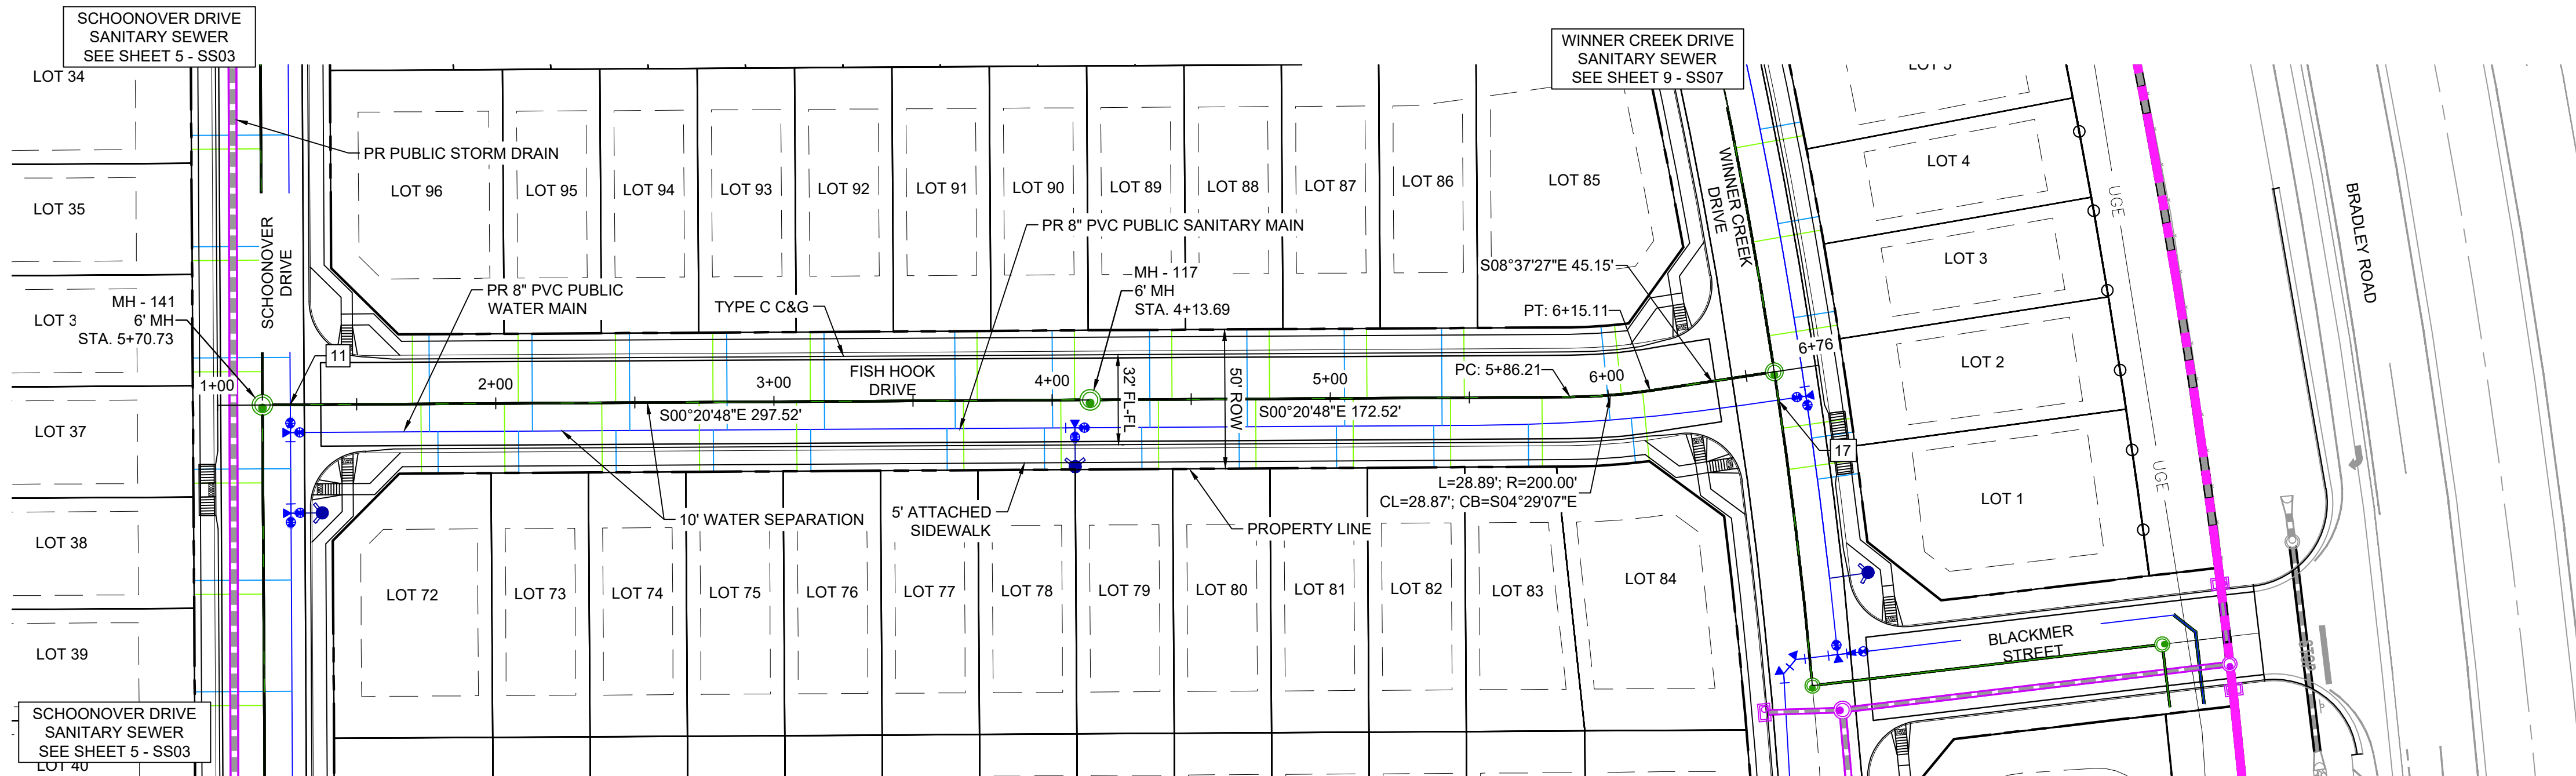 SCHOONOVER DRIVE
SANITARY SEWER
SEE SHEET 5 - SS03
WINNER CREEK DRIVE
SANITARY SEWER
SEE SHEET 9 - SS07
LOT 34
LOT 35
LOT 3
LOT 37
LOT 38
LOT 39
LOT 40
SCHOONOVER DRIVE
SANITARY SEWER
SEE SHEET 5 - SS03
SCHOONOVER
DRIVE
PR PUBLIC STORM DRAIN
LOT 96
LOT 95
LOT 94
LOT 93
LOT 92
LOT 91
LOT 90
LOT 89
LOT 88
LOT 87
LOT 86
LOT 85
PR 8" PVC PUBLIC SANITARY MAIN
MH - 141
6' MH
STA. 5+70.73
11
PR 8" PVC PUBLIC
WATER MAIN
TYPE C C&G
MH - 117
6' MH
STA. 4+13.69
S08°37'27"E 45.15'
PT: 6+15.11
PC: 5+86.21
1+00
2+00
3+00
FISH HOOK
DRIVE
4+00
5+00
6+00
6+76
32' FL-FL
50' ROW
S00°20'48"E 297.52'
S00°20'48"E 172.52'
L=28.89'; R=200.00'
CL=28.87'; CB=S04°29'07"E
17
10' WATER SEPARATION
5' ATTACHED
SIDEWALK
PROPERTY LINE
LOT 72
LOT 73
LOT 74
LOT 75
LOT 76
LOT 77
LOT 78
LOT 79
LOT 80
LOT 81
LOT 82
LOT 83
LOT 84
WINNER CREEK
DRIVE
LOT 4
LOT 3
LOT 2
LOT 1
UGE
UGE
BRADLEY ROAD
BLACKMER
STREET